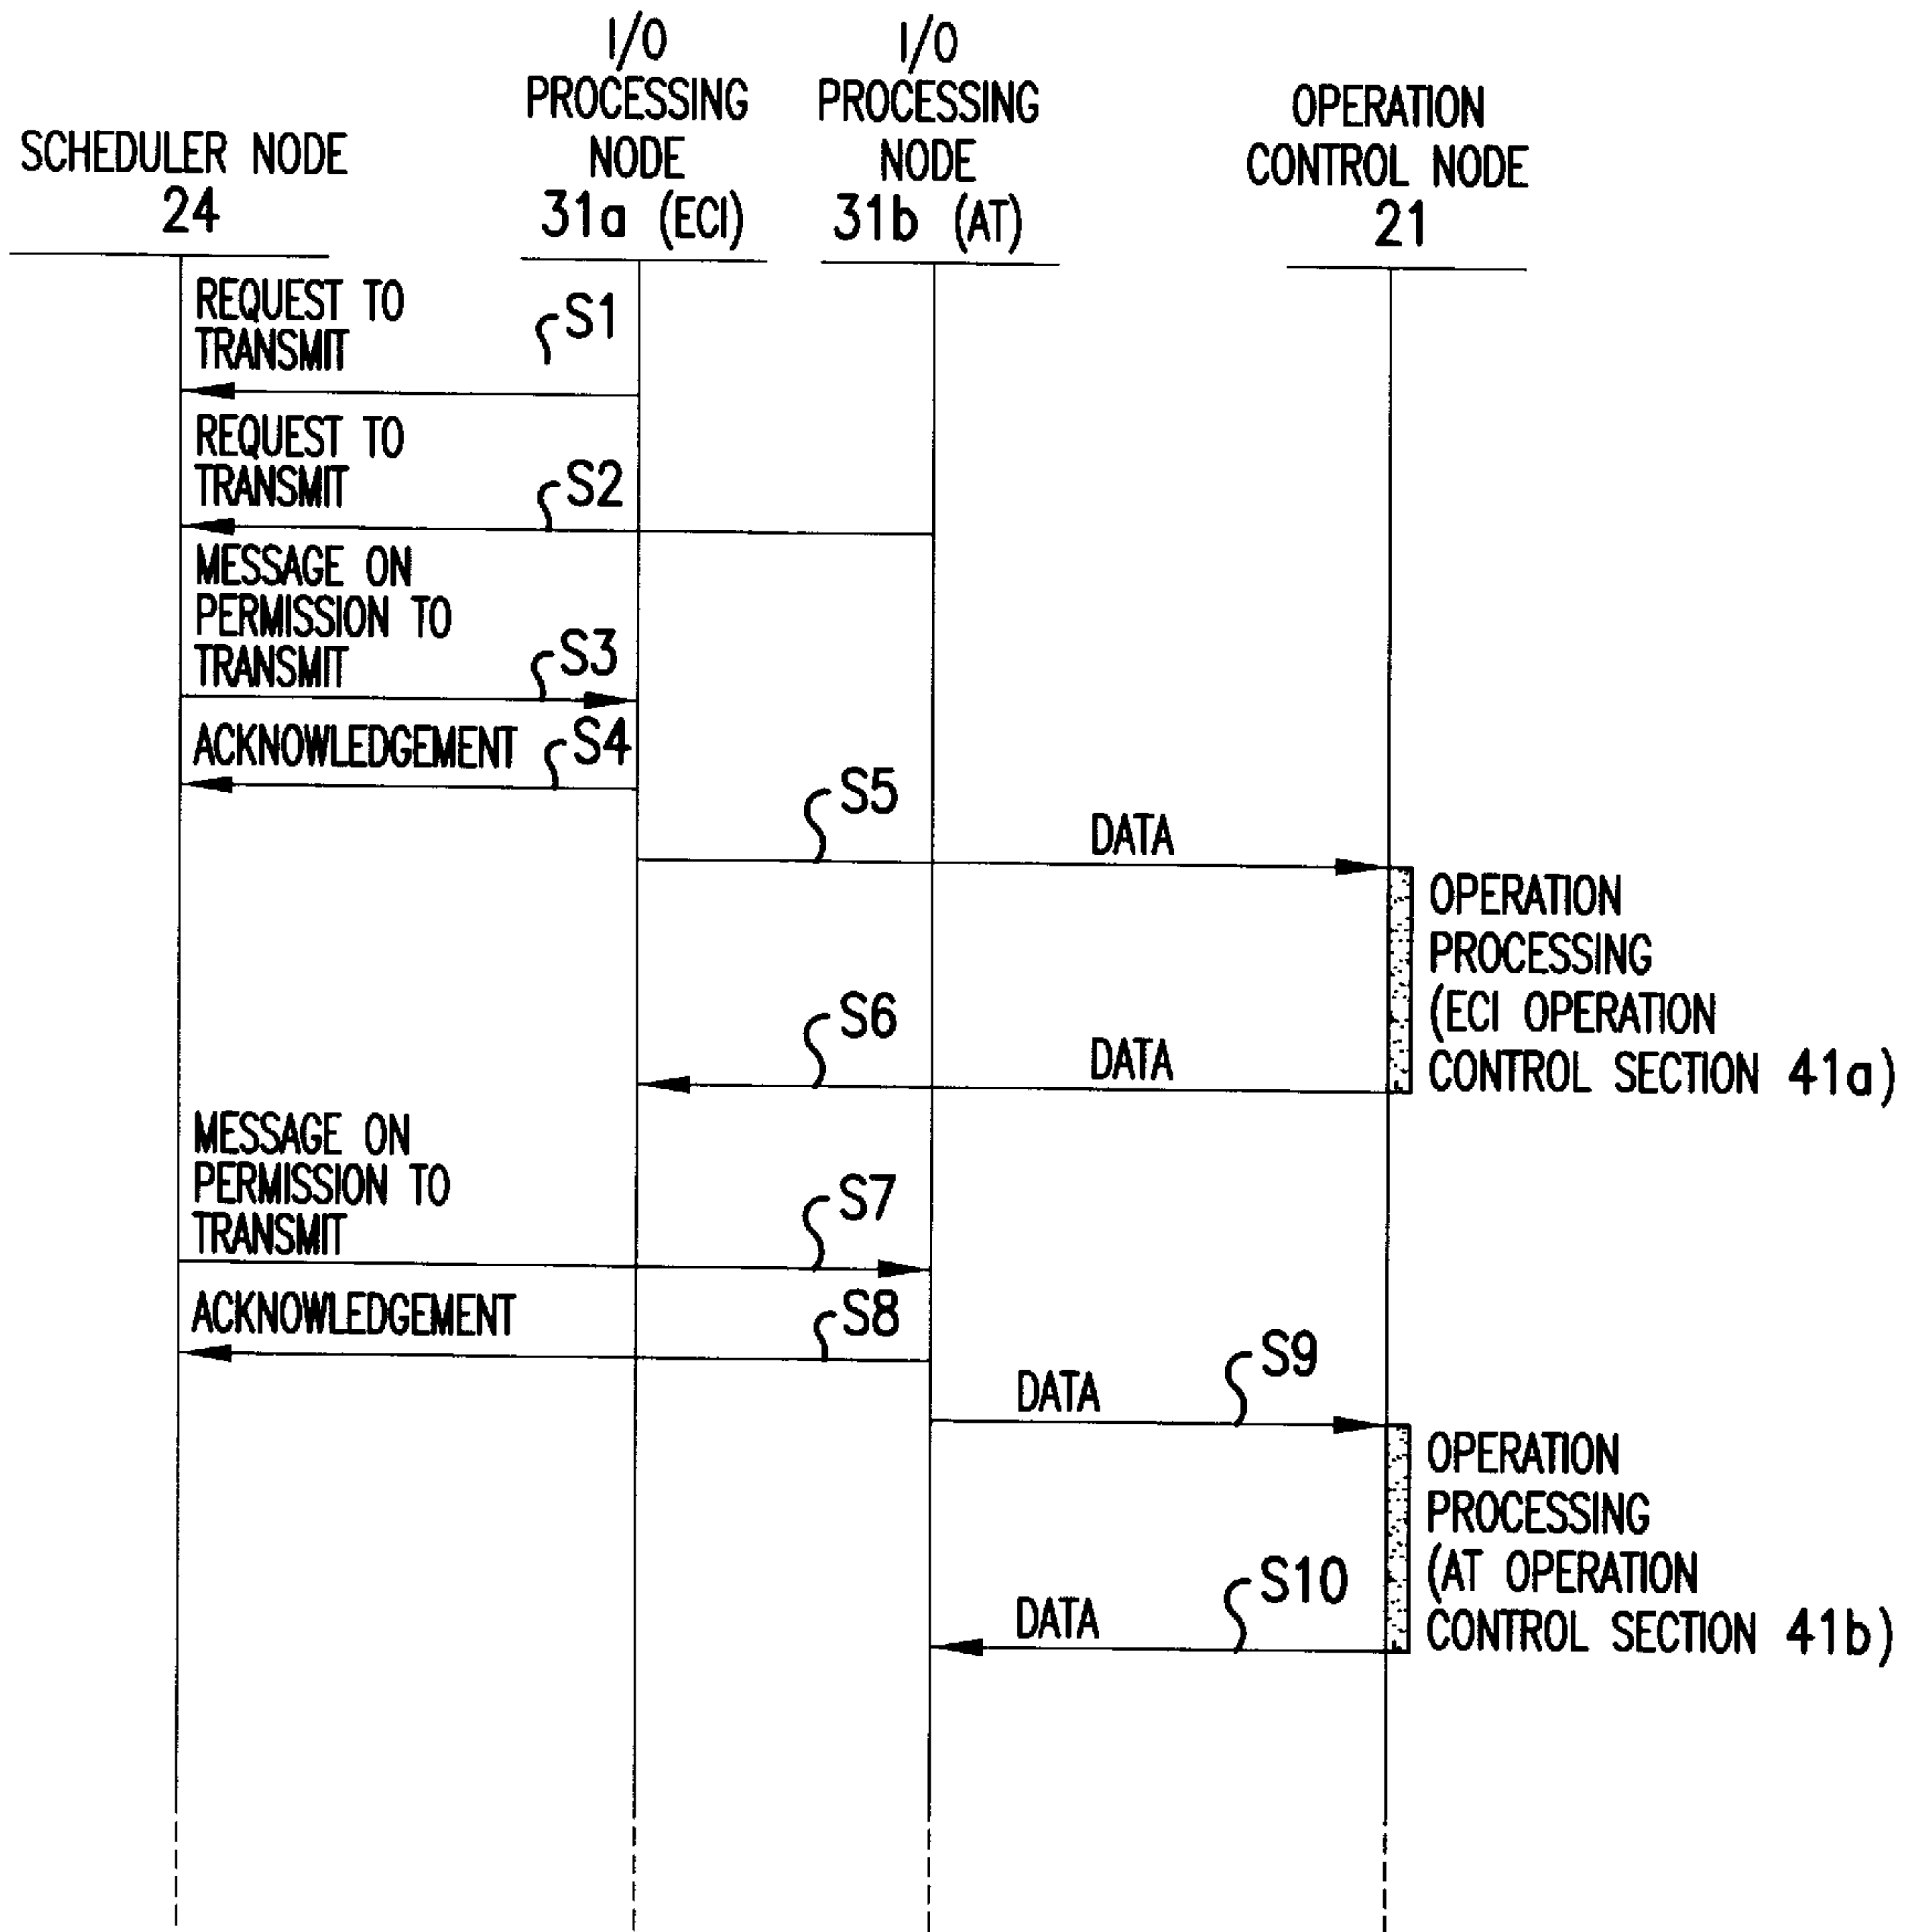 SCHEDULER NODE
24
I/O
PROCESSING
NODE
31a (ECI)
I/O
PROCESSING
NODE
31b (AT)
OPERATION
CONTROL NODE
21
REQUEST TO
TRANSMIT
S1
REQUEST TO
TRANSMIT
S2
MESSAGE ON
PERMISSION TO
TRANSMIT
S3
ACKNOWLEDGEMENT
S4
S5
DATA
OPERATION
PROCESSING
(ECI OPERATION
CONTROL SECTION 41a)
S6
DATA
MESSAGE ON
PERMISSION TO
TRANSMIT
S7
ACKNOWLEDGEMENT
S8
DATA
S9
OPERATION
PROCESSING
(AT OPERATION
CONTROL SECTION 41b)
DATA
S10